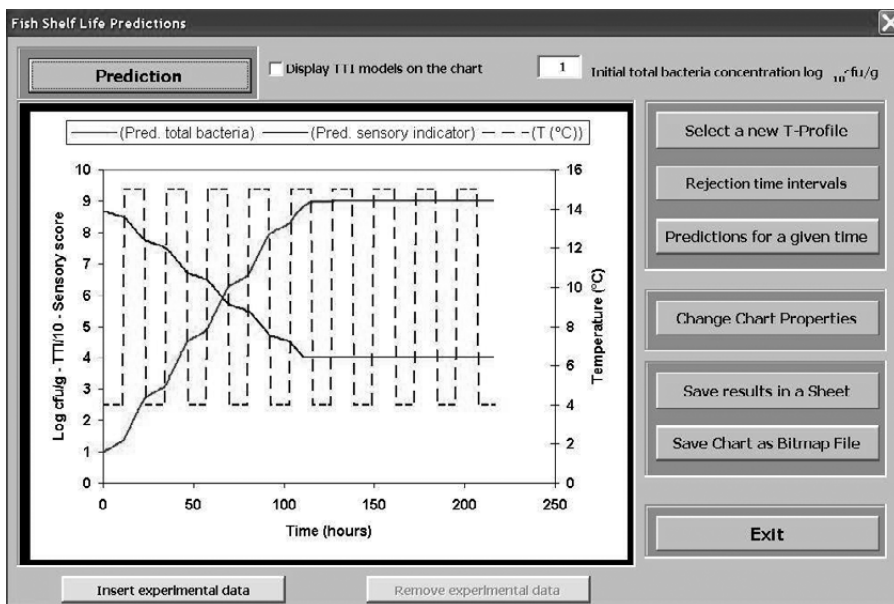 Fish Shelf Life Predictions
Prediction
Display TTI models on the chart
1
Initial total bacteria concentration log 10 cfu/g
(Pred. total bacteria) (Pred. sensory indicator) (T (°C))
10
9
8
7
6
5
4
3
2
1
0
Log cfu/g - TTI/10 - Sensory score
16
14
12
10
8
6
4
2
0
Temperature (°C)
0 50 100 150 200 250
Time (hours)
Select a new T-Profile
Rejection time intervals
Predictions for a given time
Change Chart Properties
Save results in a Sheet
Save Chart as Bitmap File
Exit
Insert experimental data
Remove experimental data